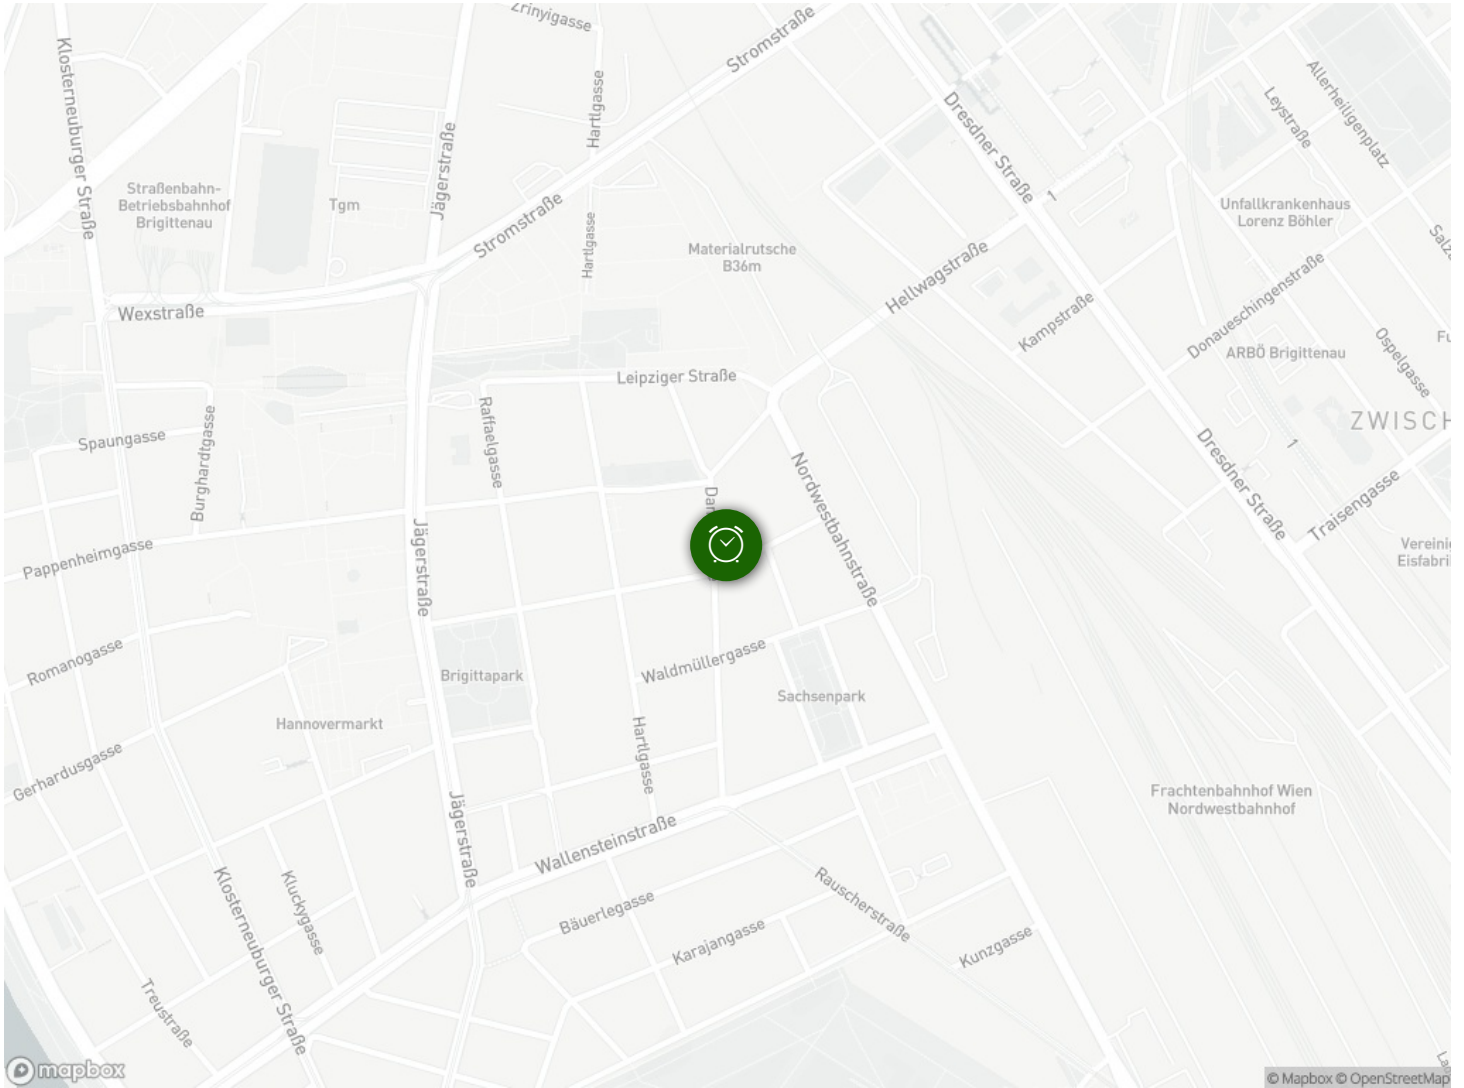 Zrinyigasse
Stromstraße
Klosterneuburger Straße
Hartlgasse
Jägerstraße
Dresdner Straße
Allerheiligenplatz
Leystraße
Straßenbahn-
Betriebsbahnhof
Brigittenau
Tgm
Stromstraße
Hartlgasse
Materialrutsche
B36m
1
Unfallkrankenhaus
Lorenz Böhler
Hellwagstraße
Wexstraße
Kampstraße
Donaueschingenstraße
ARBÖ Brigittenau
Ospelgasse
Leipziger Straße
Raffaelgasse
Spaungasse
Burghardtgasse
ZWISCH
1
Nordwestbahnstraße
Dresdner Straße
Traisengasse
Pappenheimgasse
Jägerstraße
Romanogasse
Brigittapark
Waldmüllergasse
Sachsenpark
Hannovermarkt
Hartlgasse
Gerhardusgasse
Jägerstraße
Wallensteinstraße
Frachtenbahnhof Wien
Nordwestbahnhof
Kluckygasse
Klosterneuburger Straße
Bäuerlegasse
Rauscherstraße
Karajangasse
Kunzgasse
Treustraße
mapbox
© Mapbox © OpenStreetMap